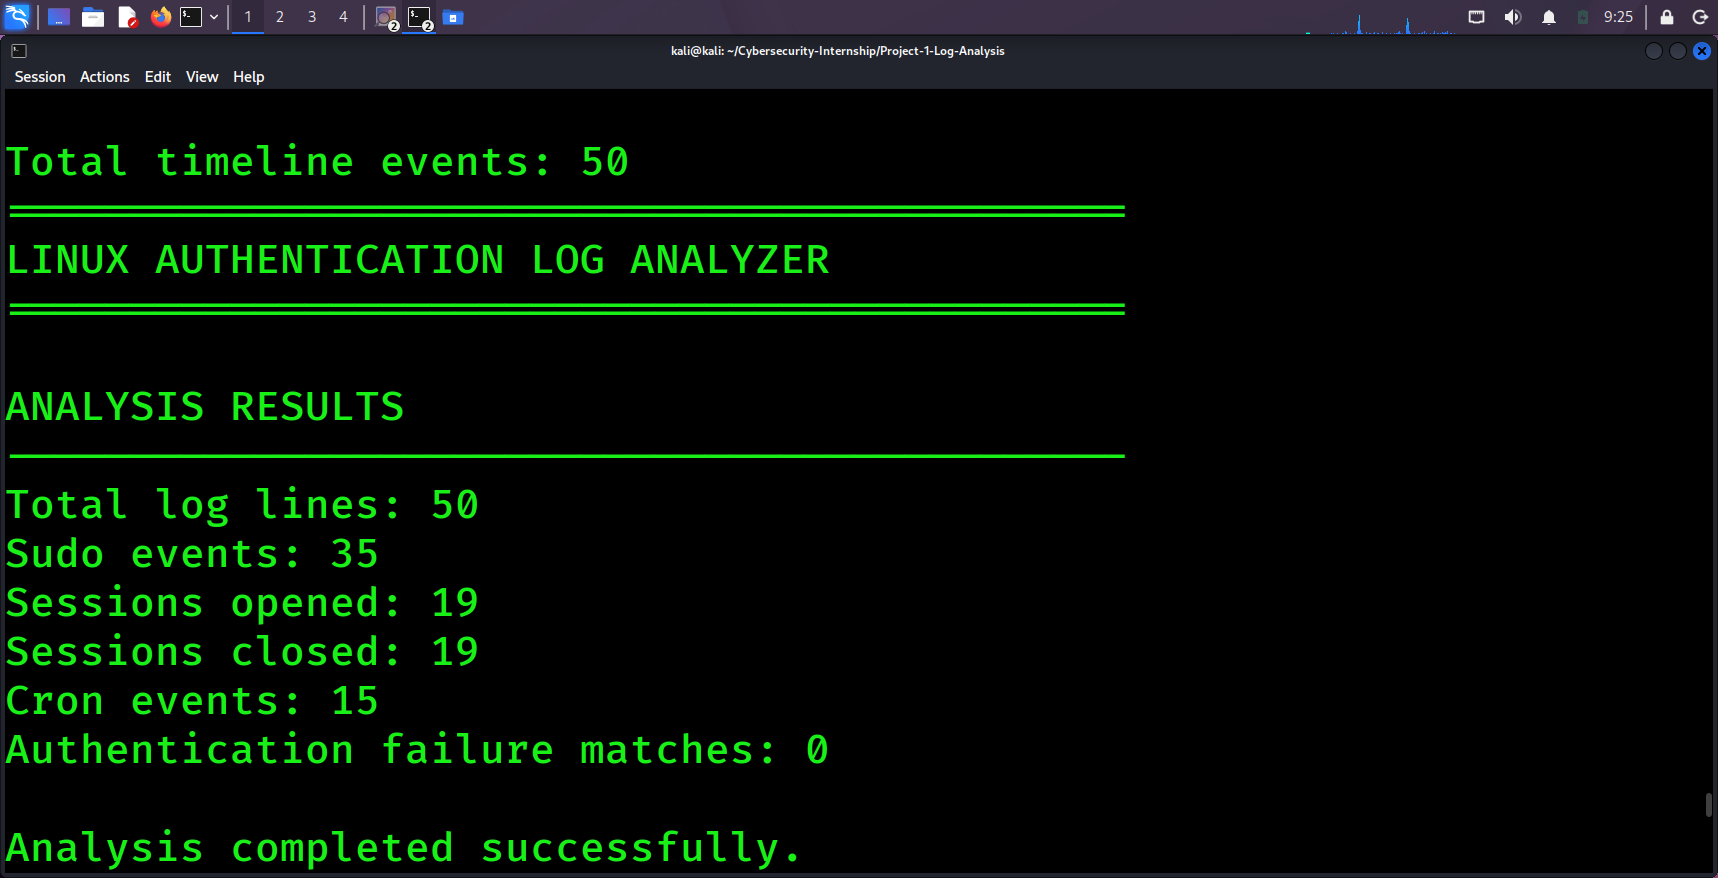 1 2 3 4
2
2
9:25
kali@kali: ~/Cybersecurity-Internship/Project-1-Log-Analysis
Session Actions Edit View Help
Total timeline events: 50
LINUX AUTHENTICATION LOG ANALYZER
ANALYSIS RESULTS
Total log lines: 50
Sudo events: 35
Sessions opened: 19
Sessions closed: 19
Cron events: 15
Authentication failure matches: 0
Analysis completed successfully.